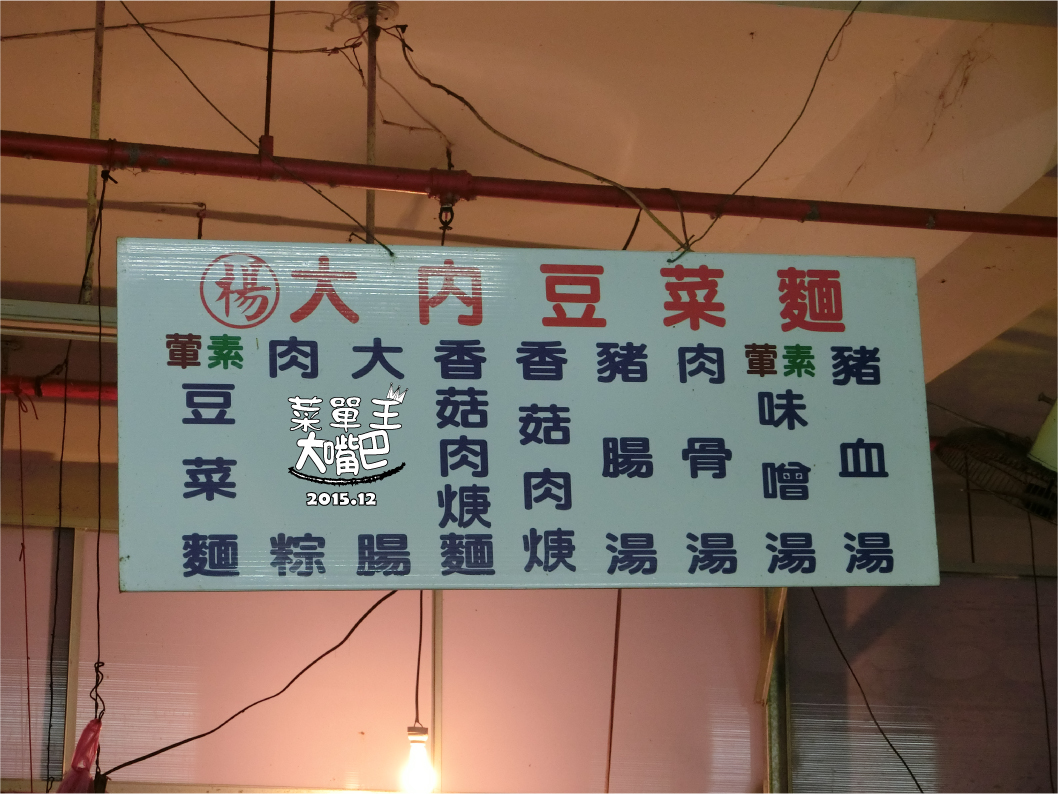 楊 大內豆菜麵
葷素豆菜麵
肉粽
大腸
香菇肉焿麵
香菇肉焿
豬腸湯
肉骨湯
葷素味噌湯
豬血湯
菜單王
大嘴巴
2015.12